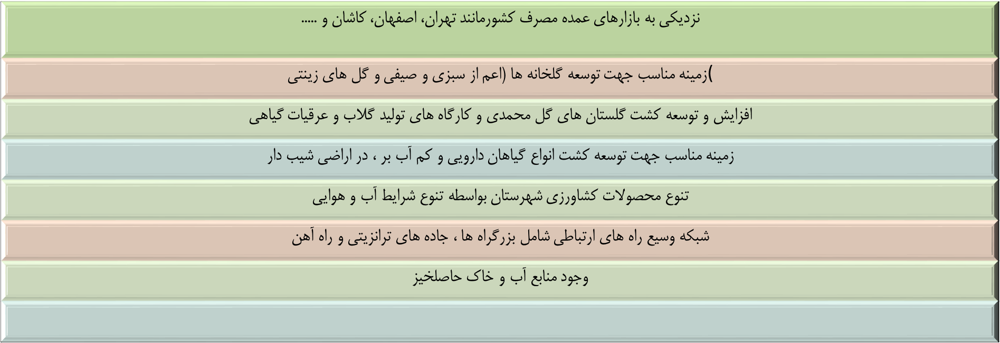 نزدیکی به بازارهای عمده مصرف کشورمانند تهران، اصفهان، کاشان و .....
)زمینه مناسب جهت توسعه گلخانه ها (اعم از سبزی و صیفی و گل های زینتی
افزایش و توسعه کشت گلستان های گل محمدی و کارگاه های تولید گلاب و عرقیات گیاهی
زمینه مناسب جهت توسعه کشت انواع گیاهان دارویی و کم آب بر ، در اراضی شیب دار
تنوع محصولات کشاورزی شهرستان بواسطه تنوع شرایط آب و هوایی
شبکه وسیع راه های ارتباطی شامل بزرگراه ها ، جاده های ترانزیتی و راه آهن
وجود منابع آب و خاک حاصلخیز